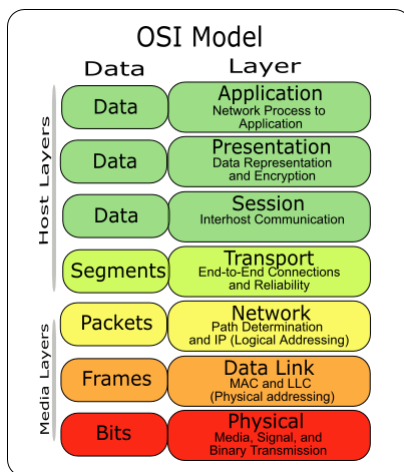 OSI Model
Data Layer
Host Layers
Data
Application
Network Process to
Application
Data
Presentation
Data Representation
and Encryption
Data
Session
Interhost Communication
Segments
Transport
End-to-End Connections
and Reliability
Media Layers
Packets
Network
Path Determination
and IP (Logical Addressing)
Frames
Data Link
MAC and LLC
(Physical addressing)
Bits
Physical
Media, Signal, and
Binary Transmission